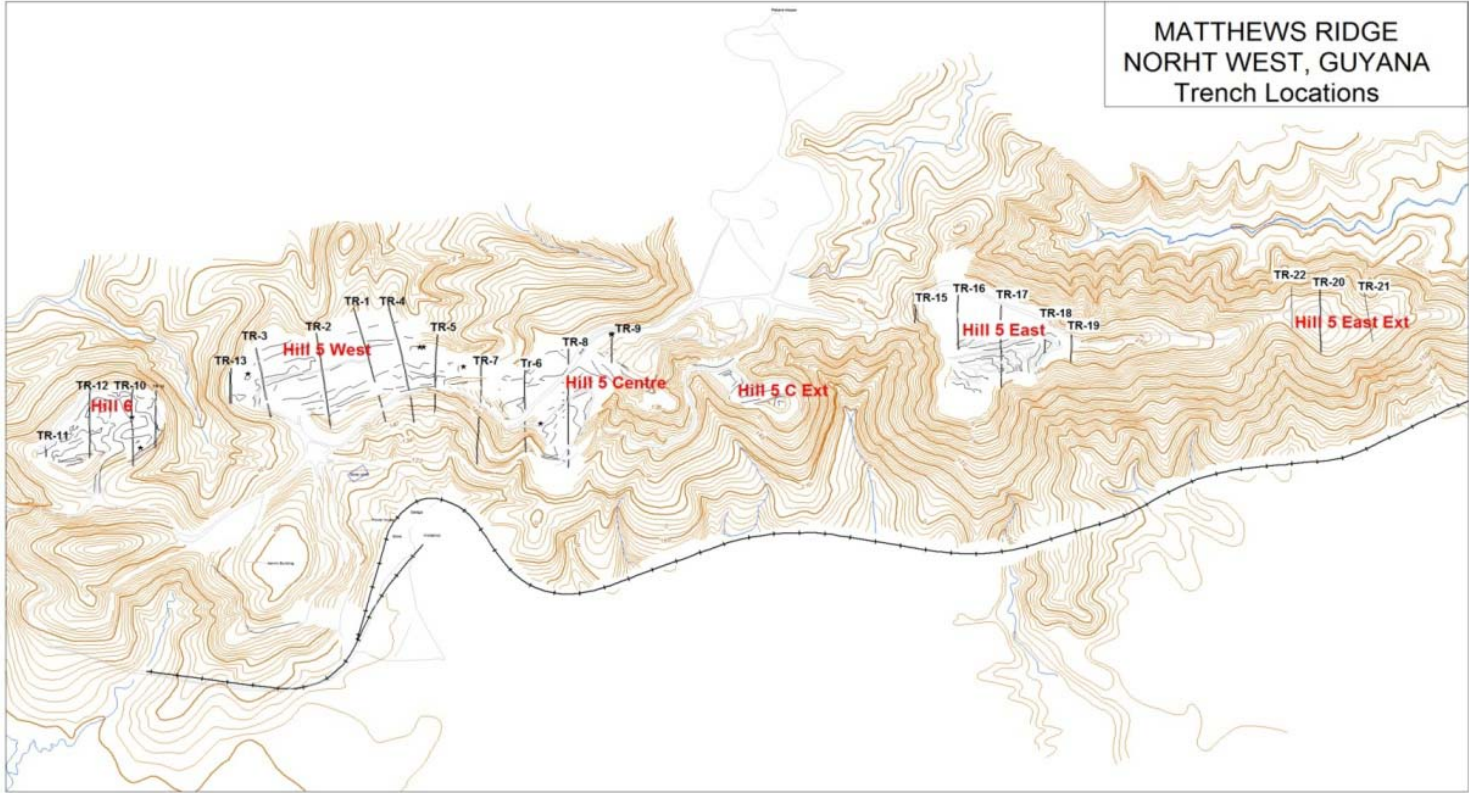 MATTHEWS RIDGE
NORHT WEST, GUYANA
Trench Locations
TR-22
TR-20
TR-21
TR-16
TR-17
TR-15
TR-18
TR-19
Hill 5 East
Hill 5 East Ext
TR-1
TR-4
TR-2
TR-3
TR-5
TR-9
TR-8
Hill 5 West
TR-13
TR-7
Tr-6
Hill 5 Centre
Hill 5 C Ext
TR-12
TR-10
Hill 6
TR-11